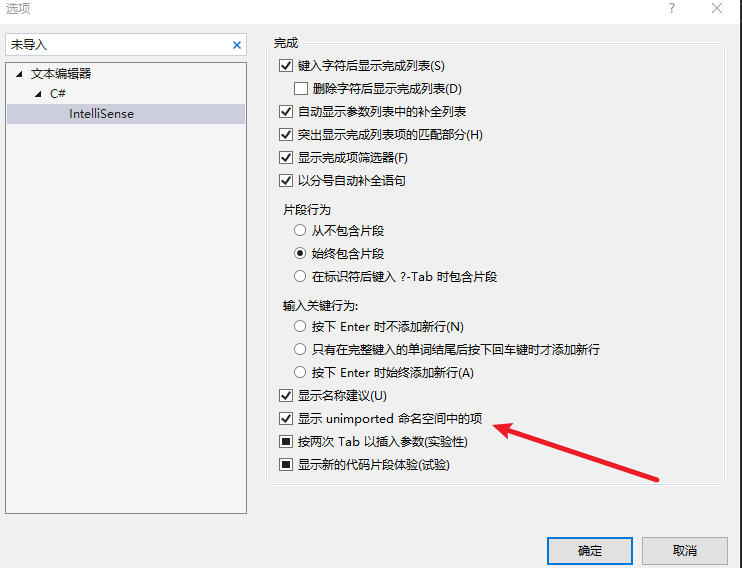 选项
?
未导入
文本编辑器
C#
IntelliSense
完成
键入字符后显示完成列表(S)
删除字符后显示完成列表(D)
自动显示参数列表中的补全列表
突出显示完成列表项的匹配部分(H)
显示完成项筛选器(F)
以分号自动补全语句
片段行为
从不包含片段
始终包含片段
在标识符后键入 ?-Tab 时包含片段
输入关键行为:
按下 Enter 时不添加新行(N)
只有在完整键入的单词结尾后按下回车键时才添加新行
按下 Enter 时始终添加新行(A)
显示名称建议(U)
显示 unimported 命名空间中的项
按两次 Tab 以插入参数(实验性)
显示新的代码片段体验(试验)
确定
取消